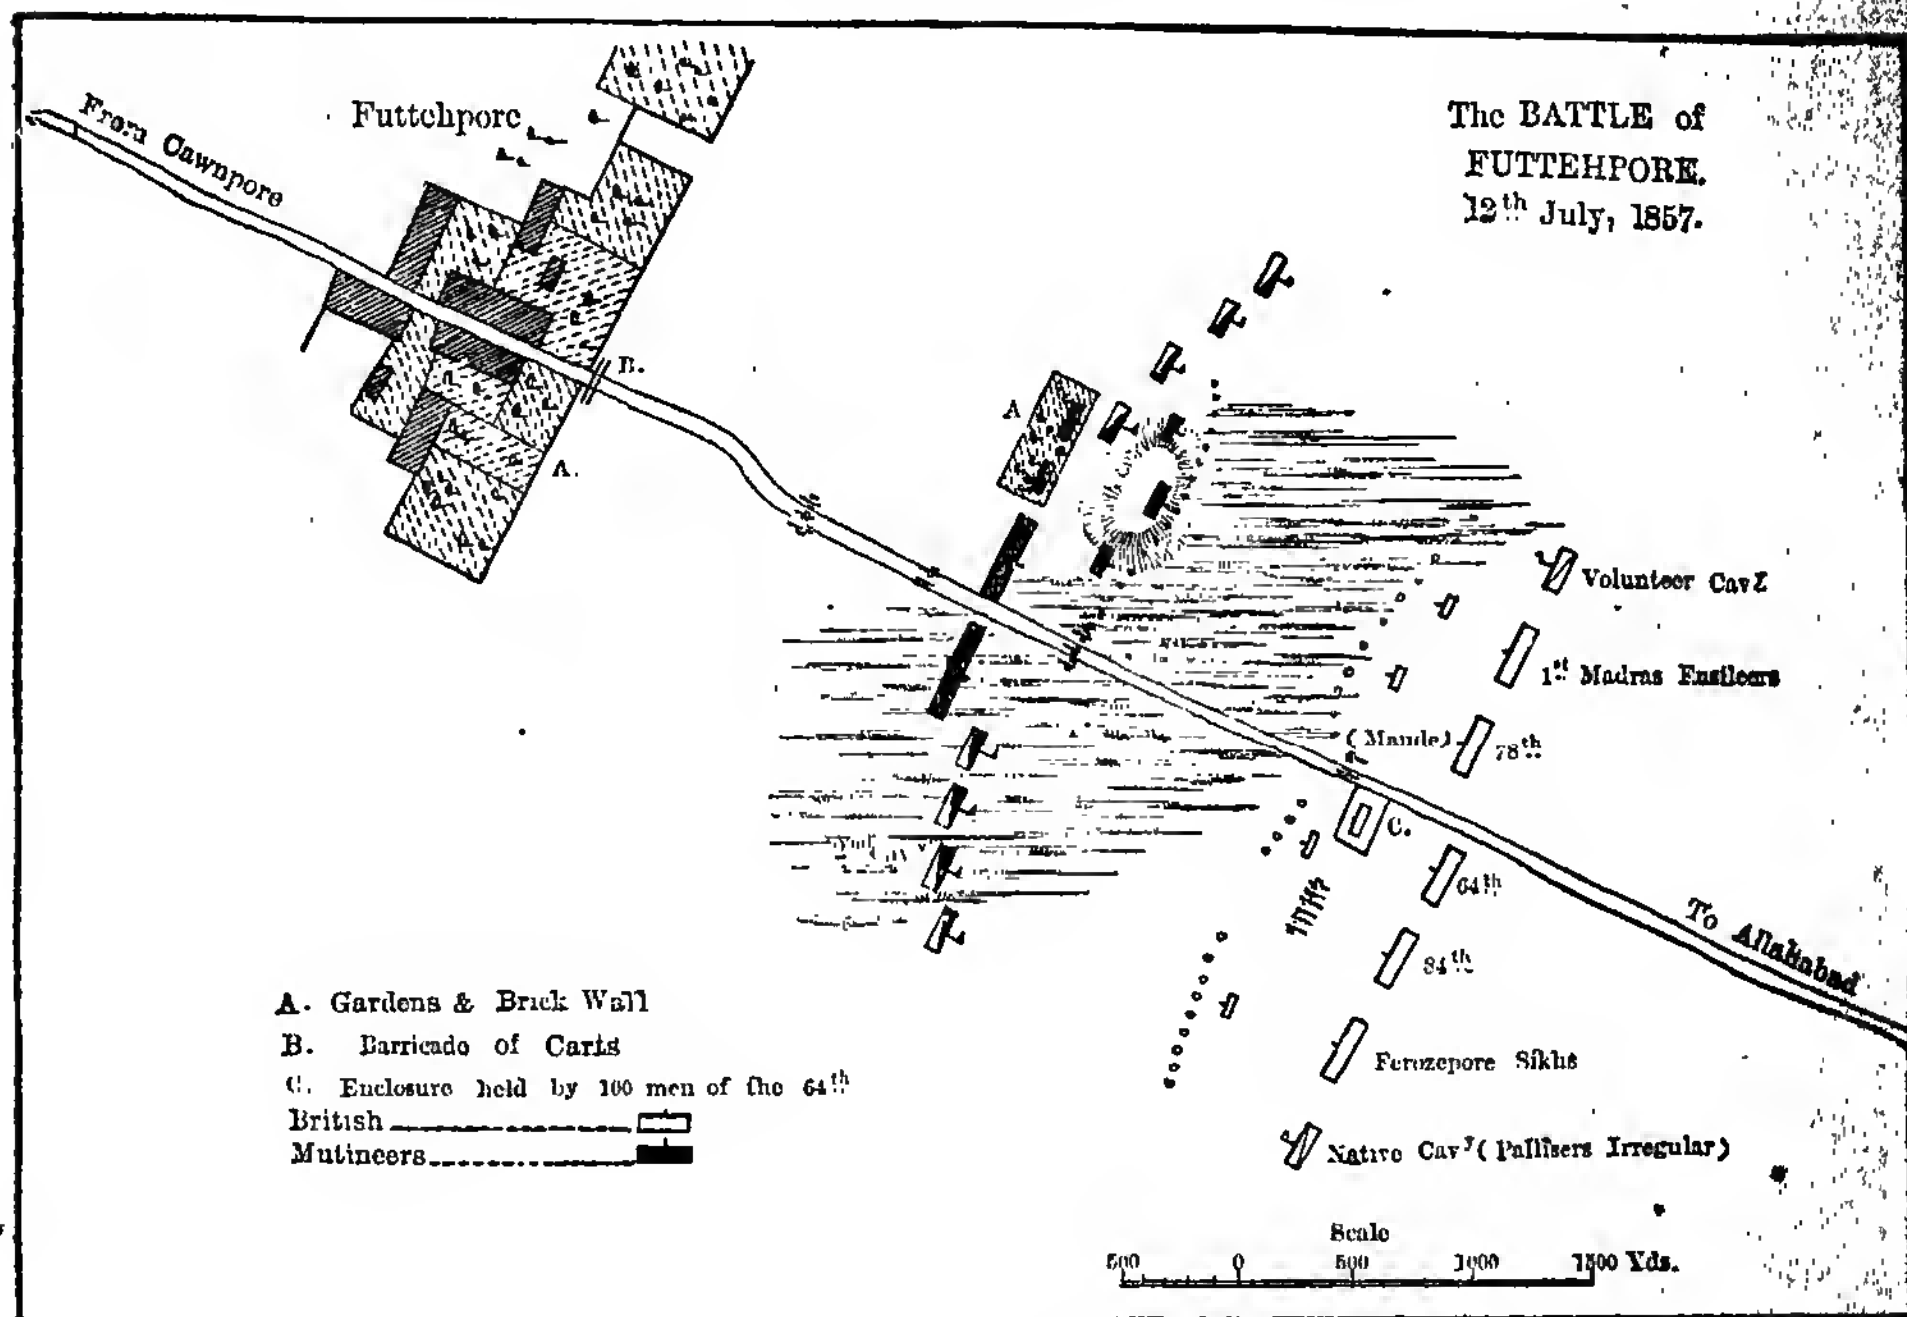 The BATTLE of
FUTTEHPORE.
12th July, 1857.
From Cawnpore
Futtehpore
B.
A.
A
Volunteer Cavy
1st Madras Fusileers
(Maude)
78th
C.
64th
84th
To Allahabad
Ferozepore Sikhs
Native Cavy (Pallisers Irregular)
A. Gardens & Brick Wall
B. Barricade of Carts
C. Enclosure held by 100 men of the 64th
British
Mutineers
Scale
500 0 500 1000 1500 Yds.